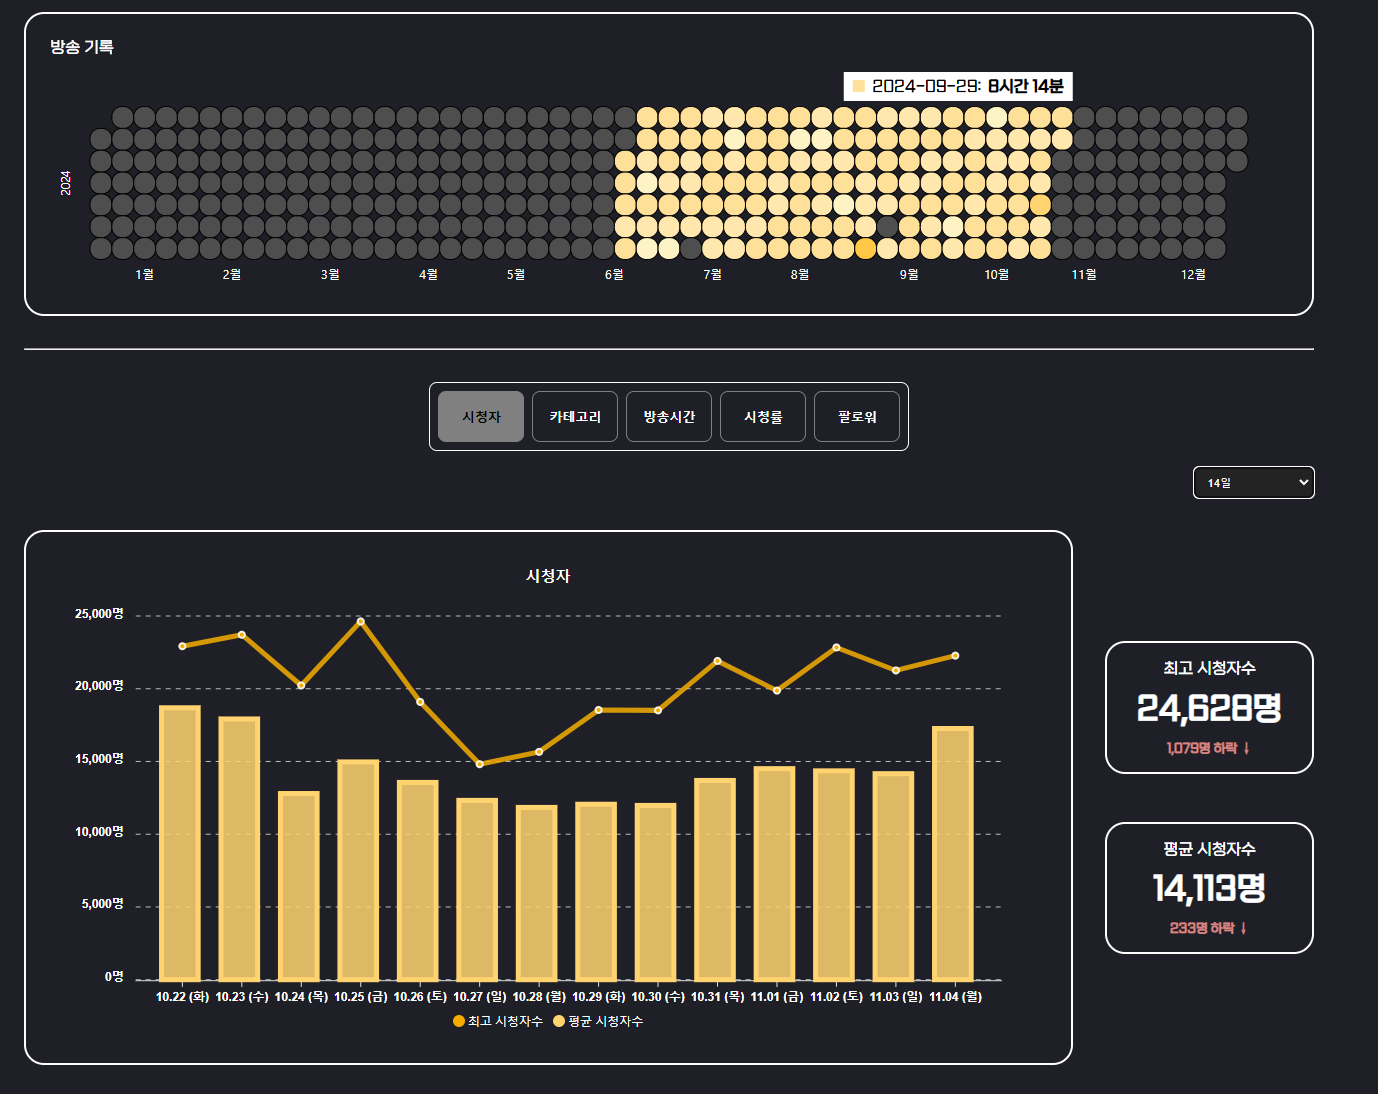 방송 기록
2024-09-29: 8시간 14분
2024
1월 2월 3월 4월 5월 6월 7월 8월 9월 10월 11월 12월
시청자 카테고리 방송시간 시청률 팔로워
14일
시청자
25,000명
20,000명
15,000명
10,000명
5,000명
0명
10.22 (화) 10.23 (수) 10.24 (목) 10.25 (금) 10.26 (토) 10.27 (일) 10.28 (월) 10.29 (화) 10.30 (수) 10.31 (목) 11.01 (금) 11.02 (토) 11.03 (일) 11.04 (월)
최고 시청자수 평균 시청자수
최고 시청자수
24,628명
1,079명 하락 ↓
평균 시청자수
14,113명
233명 하락 ↓